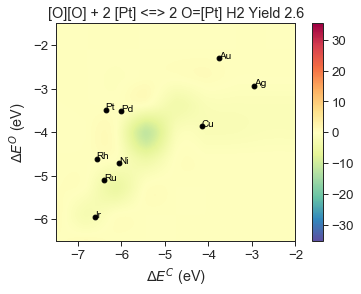 [O][O] + 2 [Pt] <=> 2 O=[Pt] H2 Yield 2.6
−2
−3
−4
−5
−6
ΔE^O (eV)
Au
Ag
Pt
Pd
Cu
Rh
Ni
Ru
Ir
−7
−6
−5
−4
−3
−2
ΔE^C (eV)
30
20
10
0
−10
−20
−30